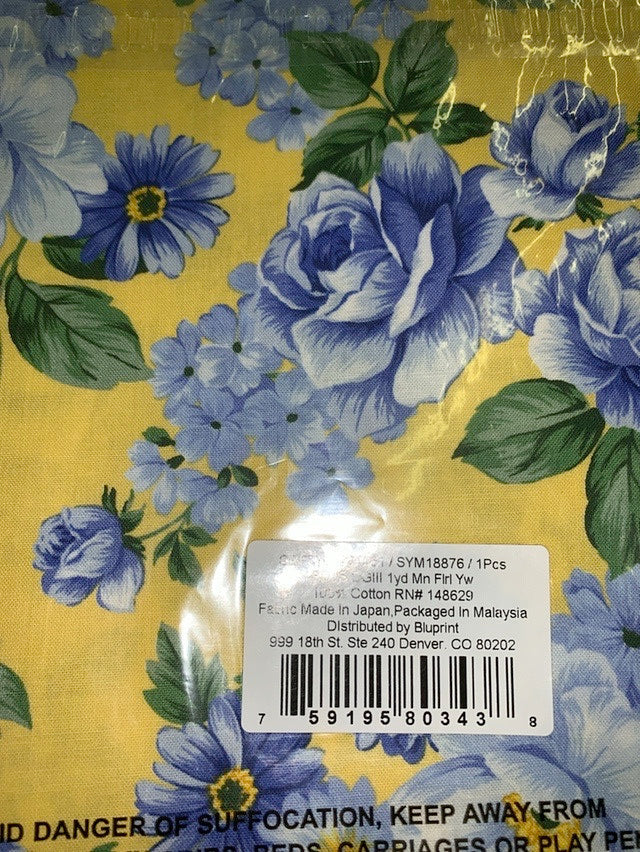 / SYM18876 / 1Pcs
1yd Mn Flrl Yw
Cotton RN# 148629
Fabric Made In Japan,Packaged In Malaysia
Distributed by Bluprint
999 18th St. Ste 240 Denver. CO 80202
7 59195 80343 8
DANGER OF SUFFOCATION, KEEP AWAY FROM
BEDS, CARRIAGES OR PLAY